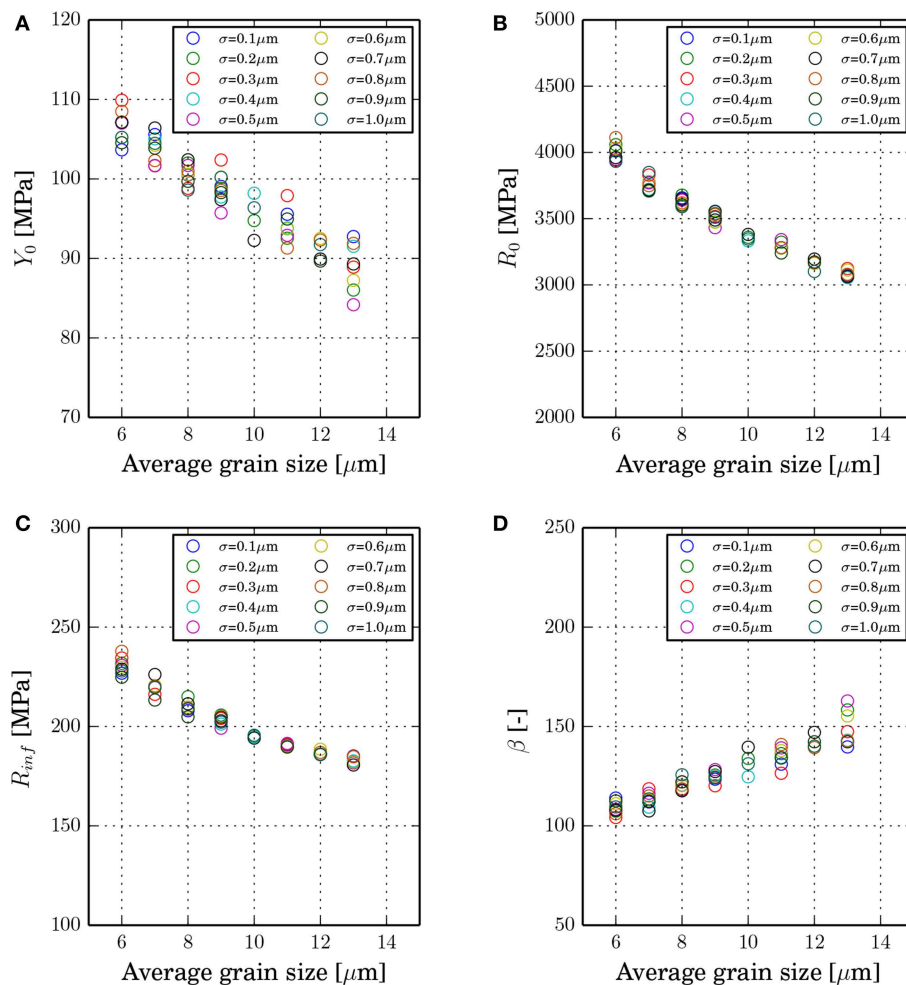 A
120
110
100
90
80
70
Y₀ [MPa]
σ=0.1μm σ=0.6μm
σ=0.2μm σ=0.7μm
σ=0.3μm σ=0.8μm
σ=0.4μm σ=0.9μm
σ=0.5μm σ=1.0μm
6 8 10 12 14
Average grain size [μm]
B
5000
4500
4000
3500
3000
2500
2000
R₀ [MPa]
σ=0.1μm σ=0.6μm
σ=0.2μm σ=0.7μm
σ=0.3μm σ=0.8μm
σ=0.4μm σ=0.9μm
σ=0.5μm σ=1.0μm
6 8 10 12 14
Average grain size [μm]
C
300
250
200
150
100
R_inf [MPa]
σ=0.1μm σ=0.6μm
σ=0.2μm σ=0.7μm
σ=0.3μm σ=0.8μm
σ=0.4μm σ=0.9μm
σ=0.5μm σ=1.0μm
6 8 10 12 14
Average grain size [μm]
D
250
200
150
100
50
β [-]
σ=0.1μm σ=0.6μm
σ=0.2μm σ=0.7μm
σ=0.3μm σ=0.8μm
σ=0.4μm σ=0.9μm
σ=0.5μm σ=1.0μm
6 8 10 12 14
Average grain size [μm]